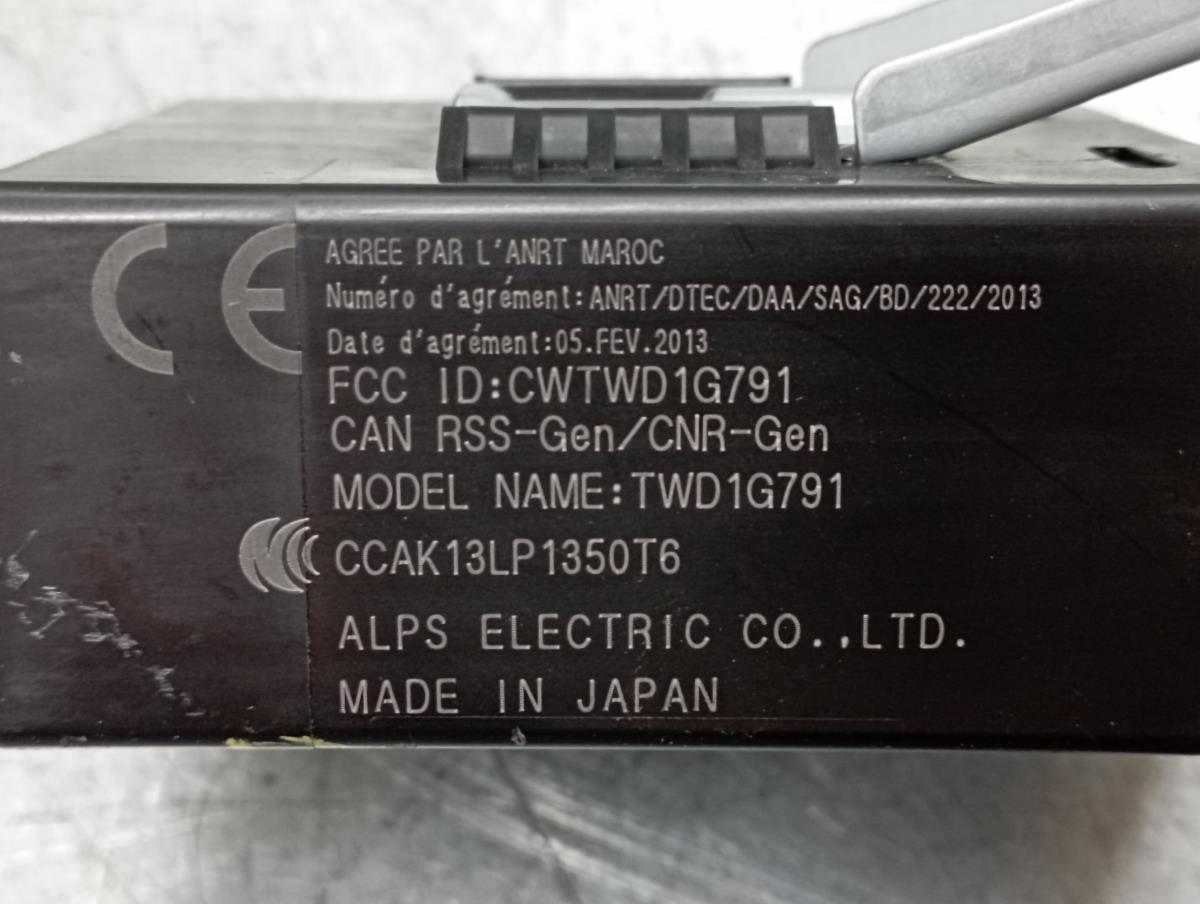 CE
AGREE PAR L'ANRT MAROC
Numéro d'agrément:ANRT/DTEC/DAA/SAG/BD/222/2013
Date d'agrément:05.FEV.2013
FCC ID:CWTWD1G791
CAN RSS-Gen/CNR-Gen
MODEL NAME:TWD1G791
CCAK13LP1350T6
ALPS ELECTRIC CO.,LTD.
MADE IN JAPAN